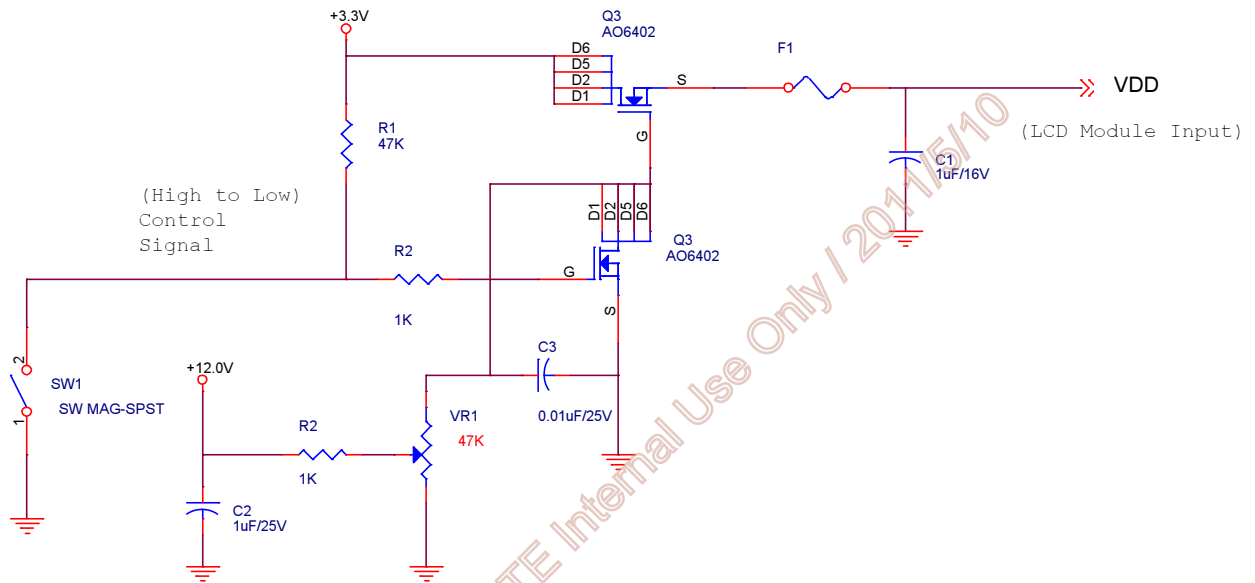 +3.3V
Q3
AO6402
D6
D5
D2
D1
S
G
F1
VDD
(LCD Module Input)
R1
47K
C1
1uF/16V
(High to Low)
Control
Signal
D1
D2
D5
D6
Q3
AO6402
R2
1K
G
S
2
1
SW1
SW MAG-SPST
+12.0V
C3
0.01uF/25V
VR1
47K
R2
1K
C2
1uF/25V
TE Internal Use Only / 2011/5/10